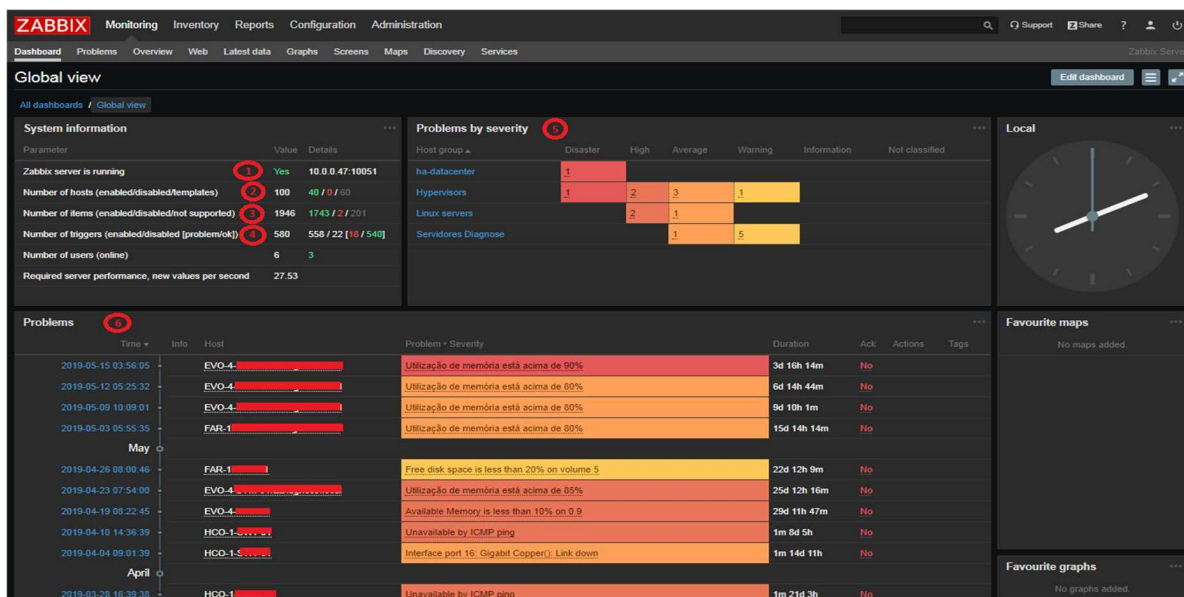 ZABBIX Monitoring Inventory Reports Configuration Administration Support Z Share ?
Dashboard Problems Overview Web Latest data Graphs Screens Maps Discovery Services Zabbix Serve
Global view Edit dashboard
All dashboards / Global view
System information
Parameter Value Details
Zabbix server is running 1 Yes 10.0.0.47:10051
Number of hosts (enabled/disabled/templates) 2 100 40 / 0 / 60
Number of items (enabled/disabled/not supported) 3 1946 1743 / 2 / 201
Number of triggers (enabled/disabled [problem/ok]) 4 580 558 / 22 [18 / 540]
Number of users (online) 6 3
Required server performance, new values per second 27.53
Problems by severity 5
Host group Disaster High Average Warning Information Not classified
ha-datacenter 1
Hypervisors 1 2 3 1
Linux servers 2 1
Servidores Diagnose 1 5
Local
Problems 6
Time Info Host Problem • Severity Duration Ack Actions Tags
2019-05-15 03:56:05 EVO-4- Utilização de memória está acima de 90% 3d 16h 14m No
2019-05-12 05:25:32 EVO-4- Utilização de memória está acima de 80% 6d 14h 44m No
2019-05-09 10:09:01 EVO-4- Utilização de memória está acima de 80% 9d 10h 1m No
2019-05-03 05:55:35 FAR-1 Utilização de memória está acima de 80% 15d 14h 14m No
May
2019-04-26 08:00:46 FAR-1 Free disk space is less than 20% on volume 5 22d 12h 9m No
2019-04-23 07:54:00 EVO-4- Utilização de memória está acima de 85% 25d 12h 16m No
2019-04-19 08:22:45 EVO-4- Available Memory is less than 10% on 0.9 29d 11h 47m No
2019-04-10 14:36:39 HCO-1- Unavailable by ICMP ping 1m 8d 5h No
2019-04-04 09:01:39 HCO-1- Interface port 16: Gigabit Copper(): Link down 1m 14d 11h No
April
2019-03-28 16:39:38 HCO-1 Unavailable by ICMP ping 1m 21d 3h No
Favourite maps
No maps added.
Favourite graphs
No graphs added.